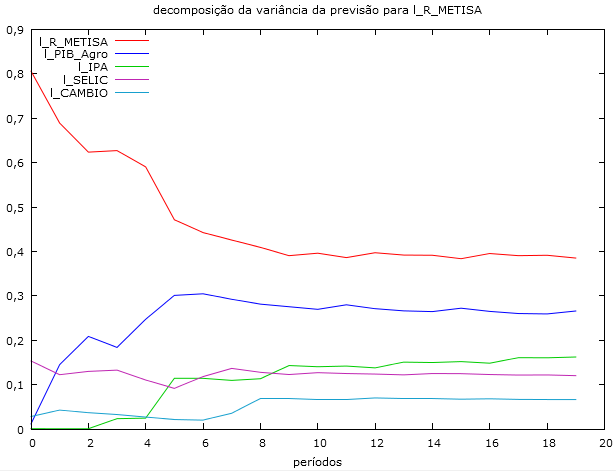 decomposição da variância da previsão para l_R_METISA
0,9
0,8
0,7
0,6
0,5
0,4
0,3
0,2
0,1
0
l_R_METISA
l_PIB_Agro
l_IPA
l_SELIC
l_CAMBIO
0 2 4 6 8 10 12 14 16 18 20
períodos